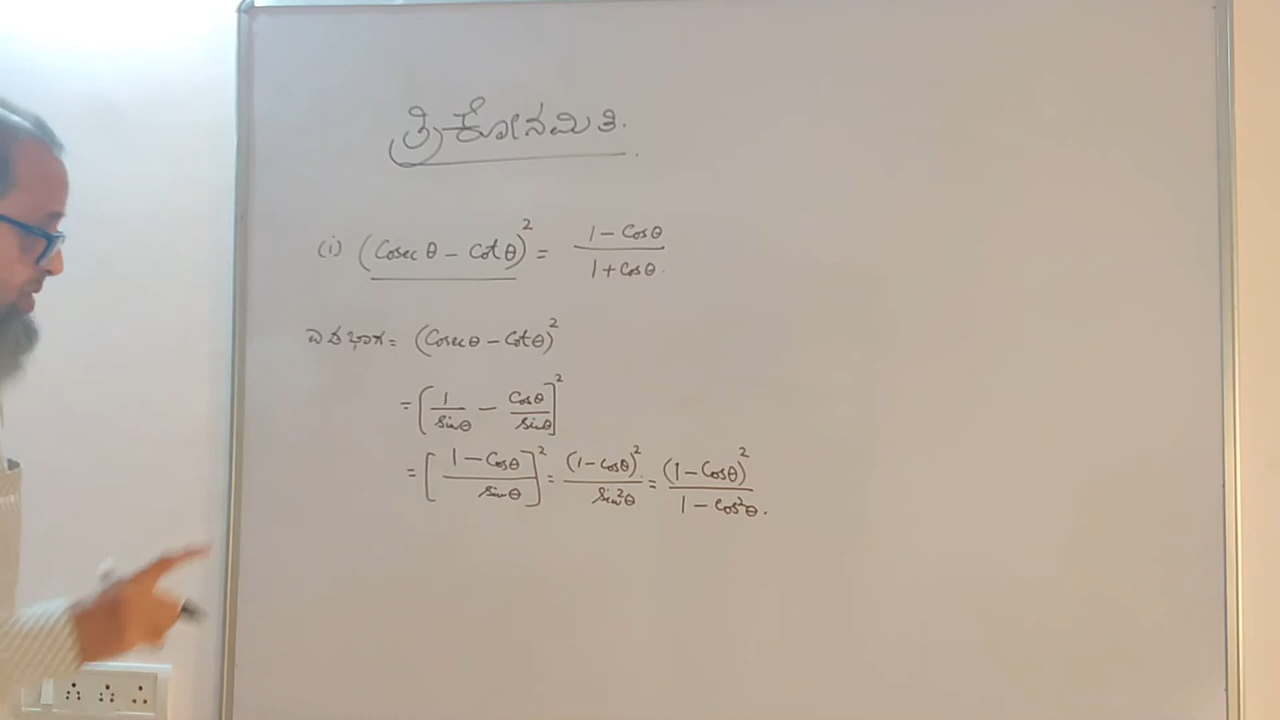 ತ್ರಿಕೋನಮಿತಿ.
(i) (Cosec θ - Cot θ)² = (1 - Cos θ)/(1 + Cos θ).
ಎಡಭಾಗ = (Cosec θ - Cot θ)²
= [1/sin θ - Cos θ/sin θ]²
= [(1 - Cos θ)/sin θ]² = (1 - Cos θ)²/sin²θ = (1 - Cos θ)²/(1 - Cos²θ).